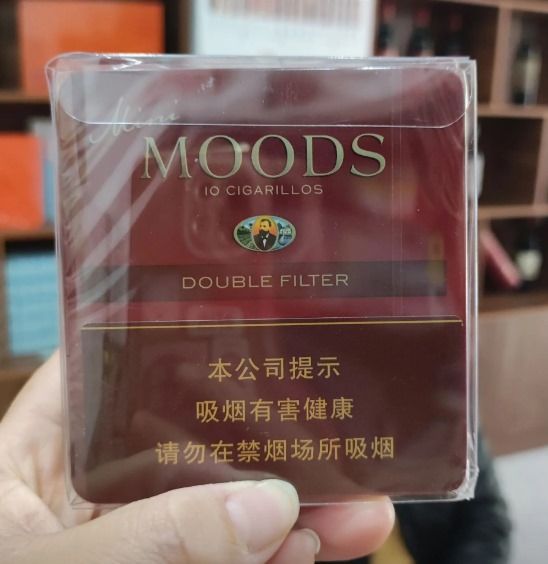 Mini
MOODS
10 CIGARILLOS
DOUBLE FILTER
本公司提示
吸烟有害健康
请勿在禁烟场所吸烟